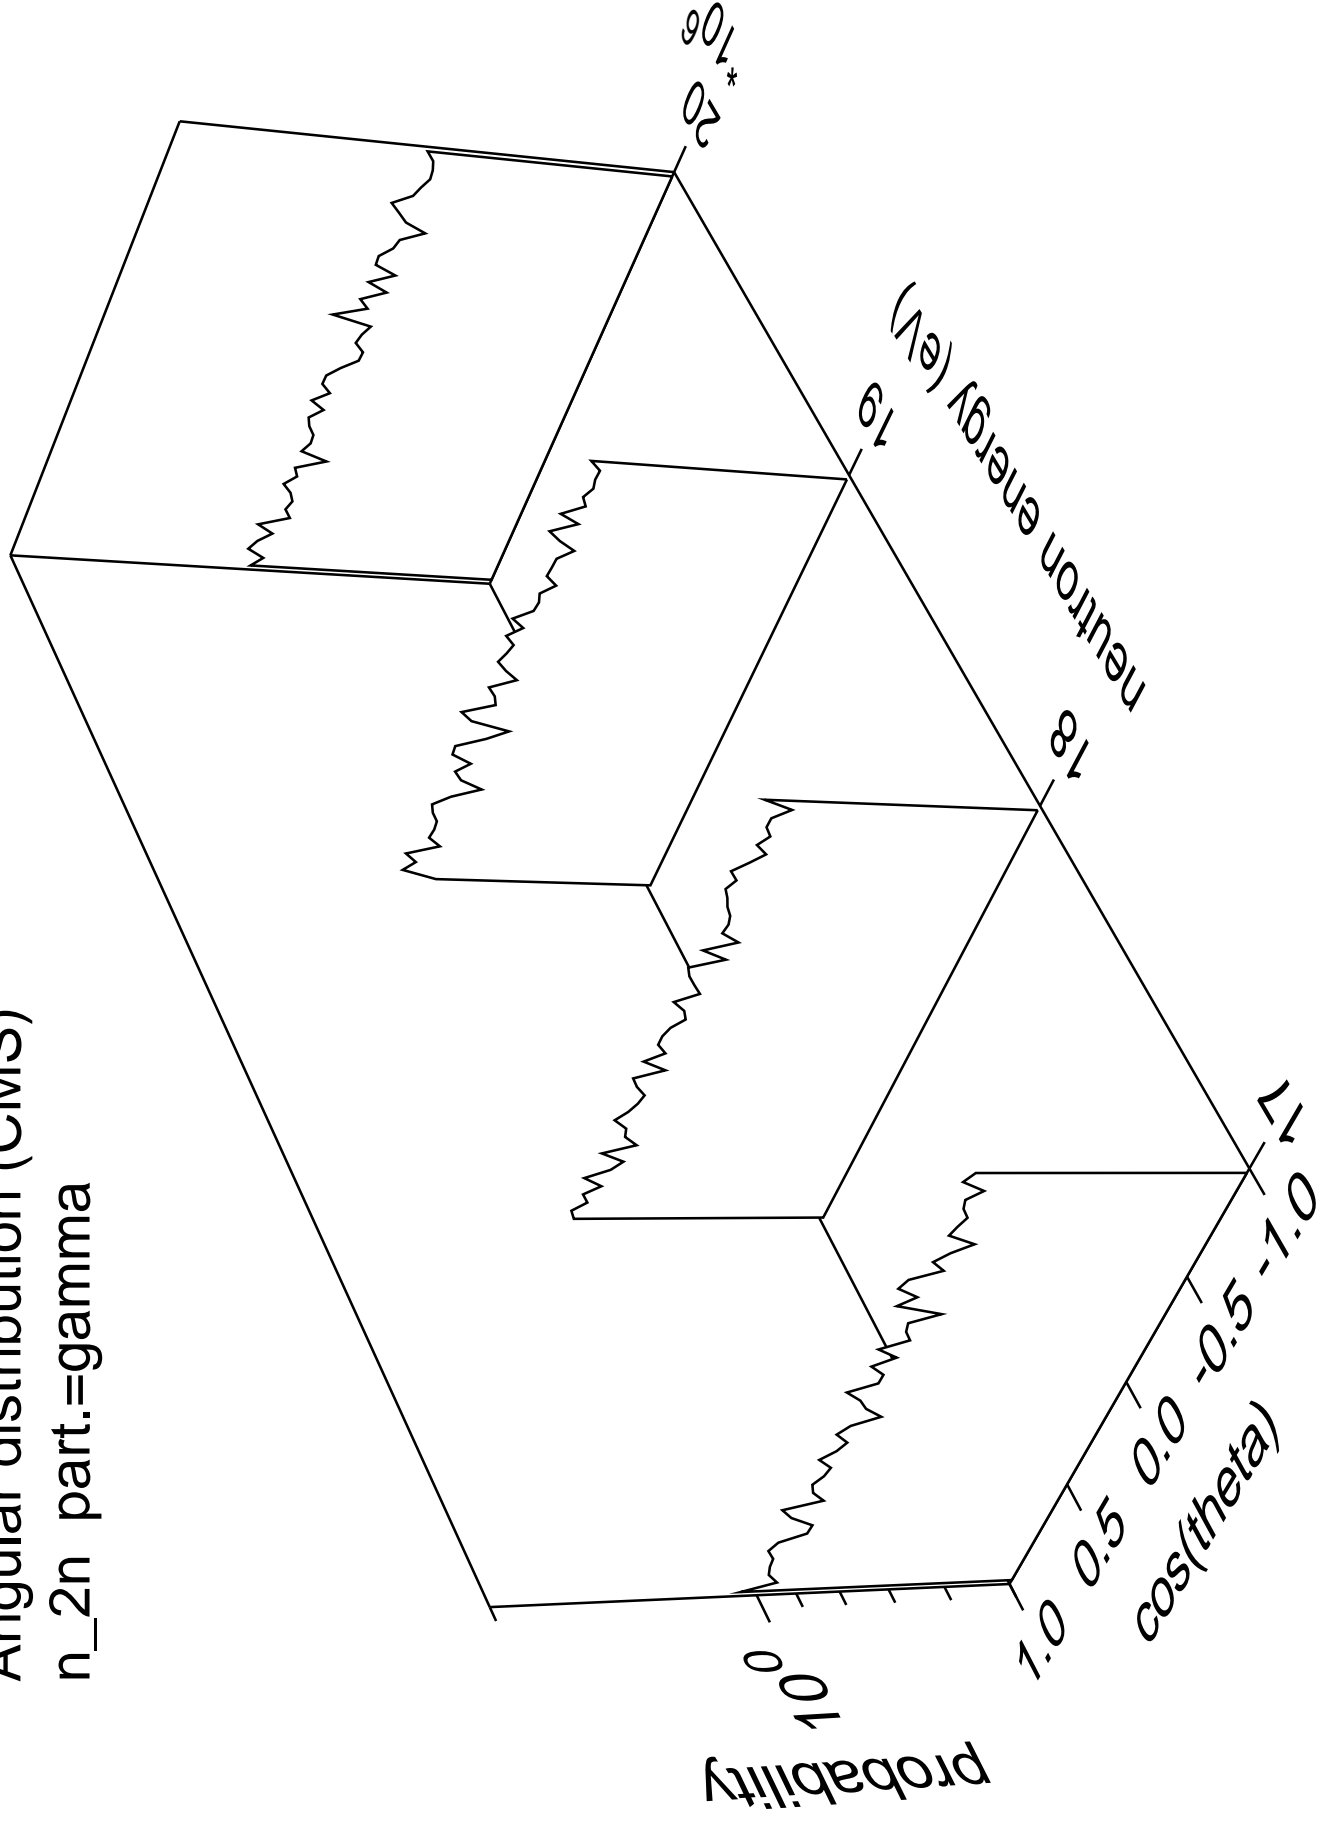 Angular distribution (CMS)
n_2n part.=gamma
probability
10 0
1.0 0.5 0.0 -0.5 -1.0
cos(theta)
17 18 19 20
*10 6
neutron energy (eV)